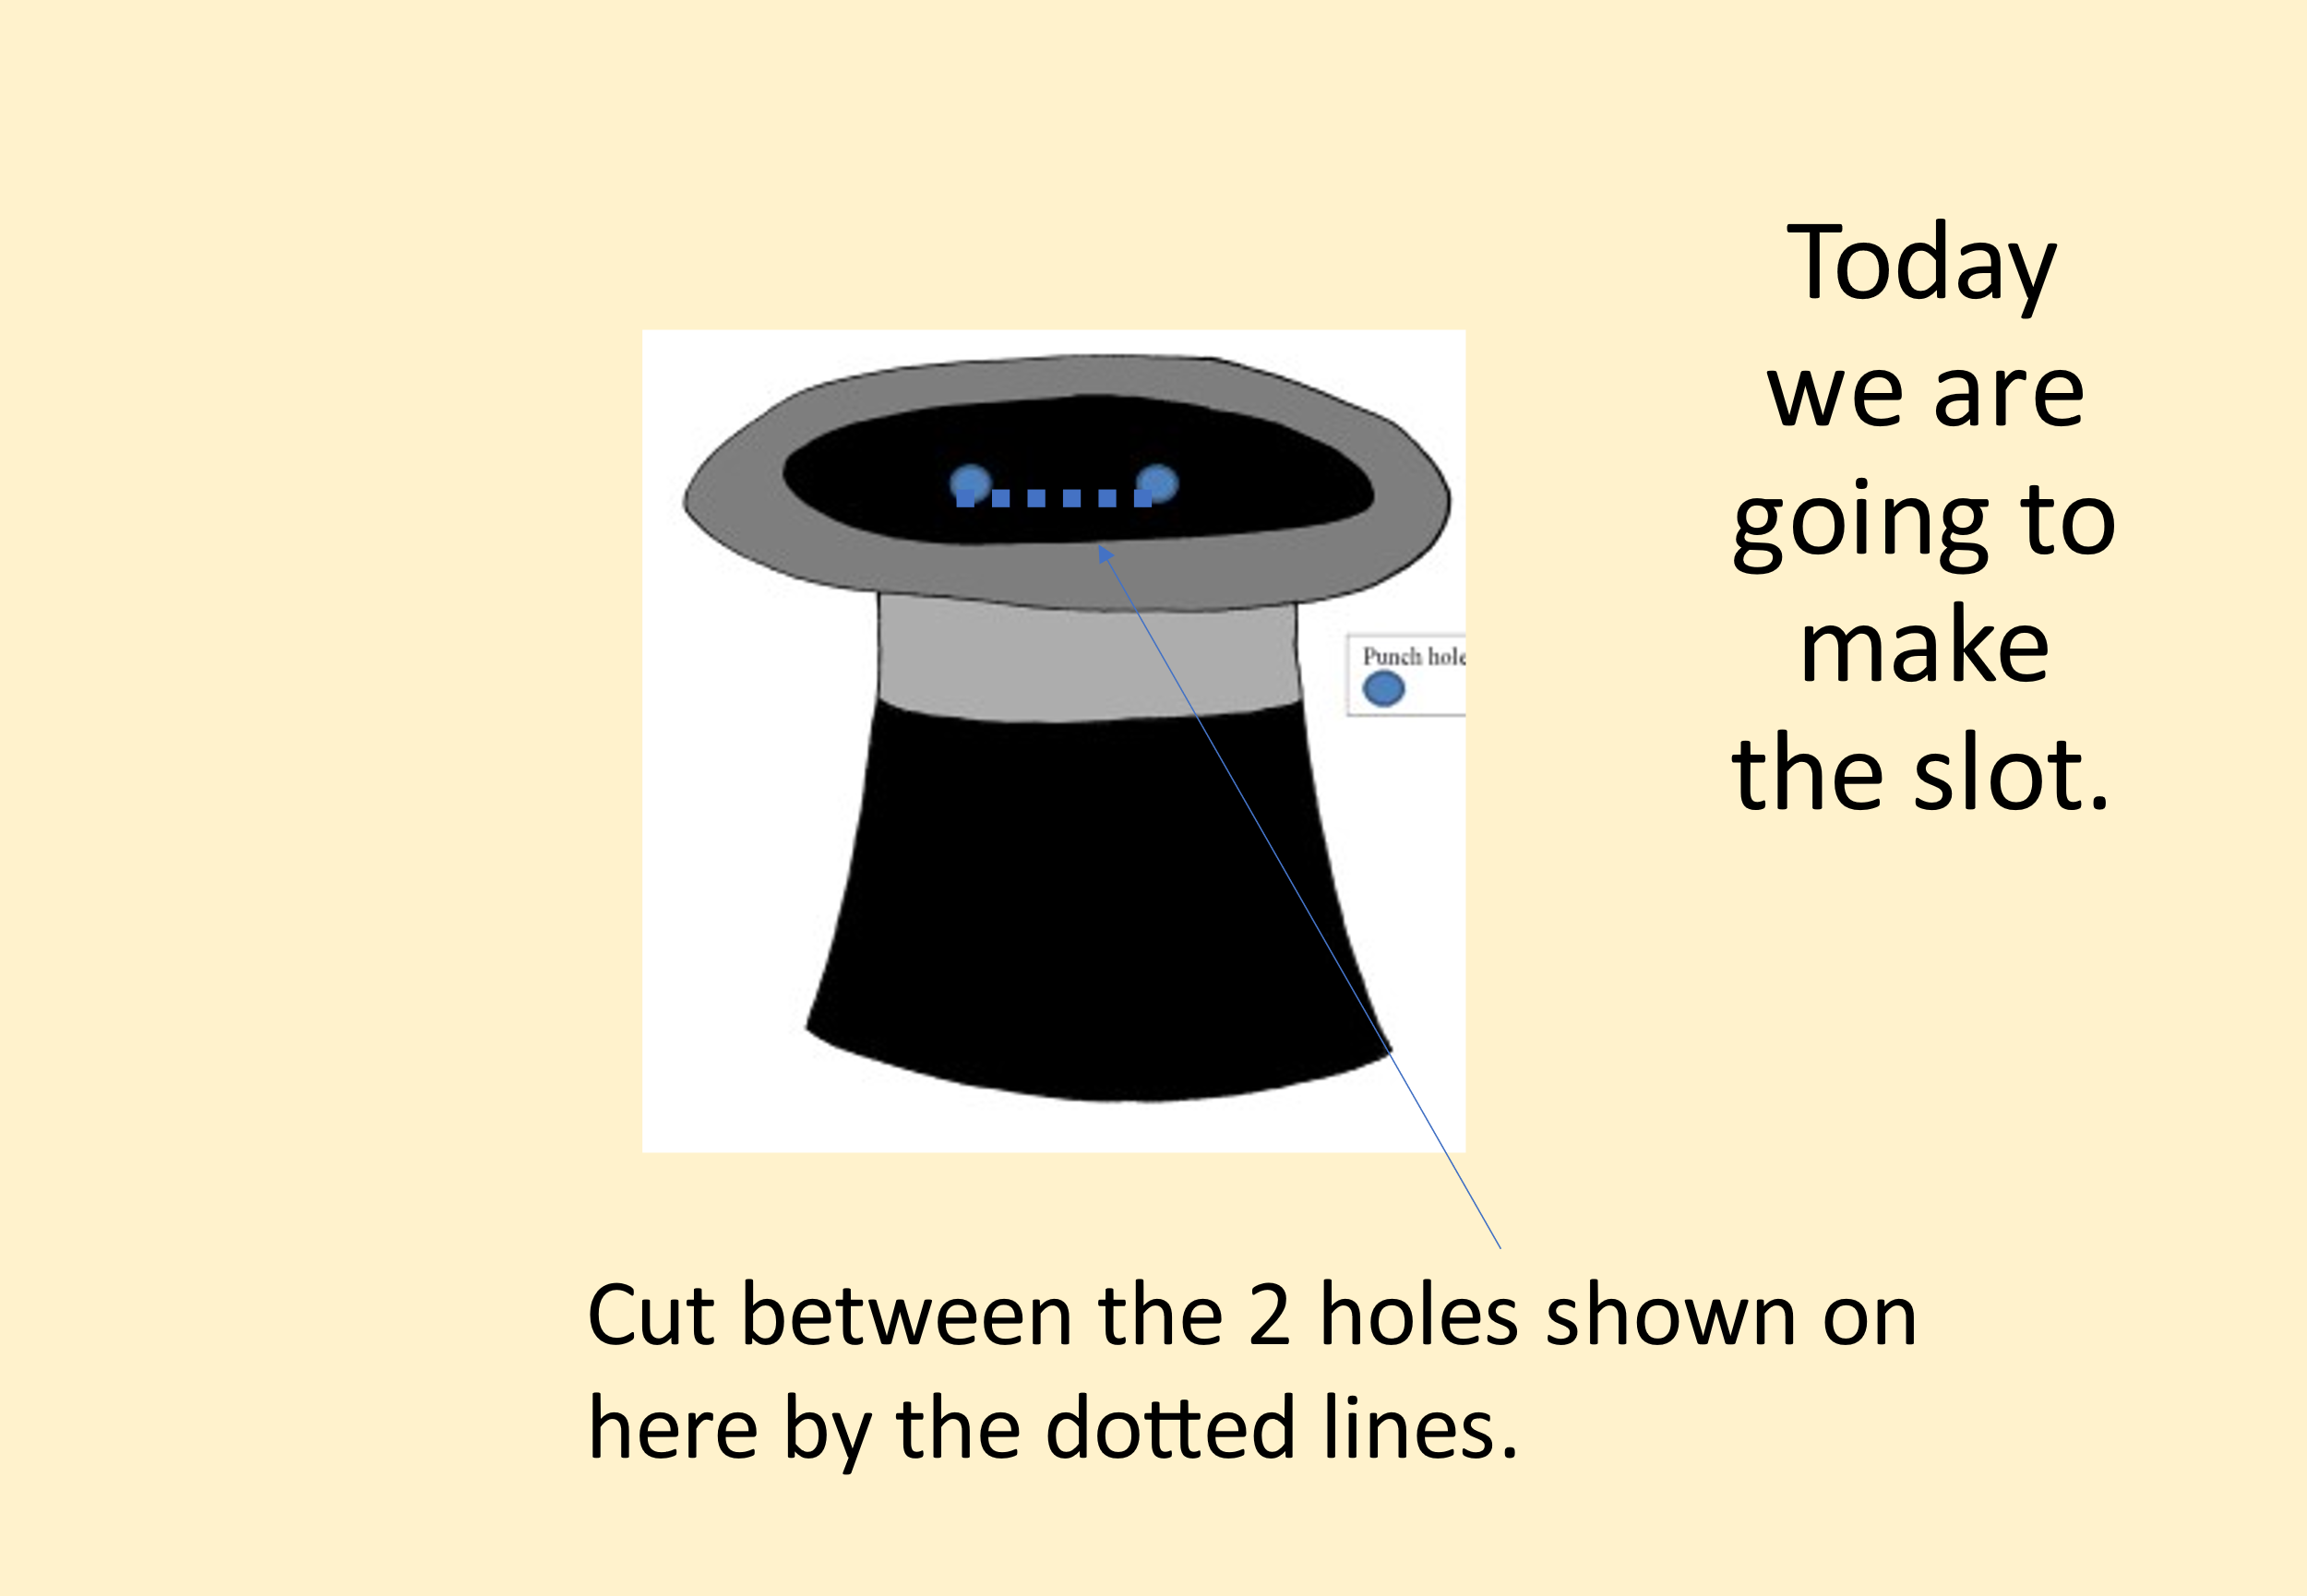 Today
we are
going to
make
the slot.
Punch hole
Cut between the 2 holes shown on
here by the dotted lines.